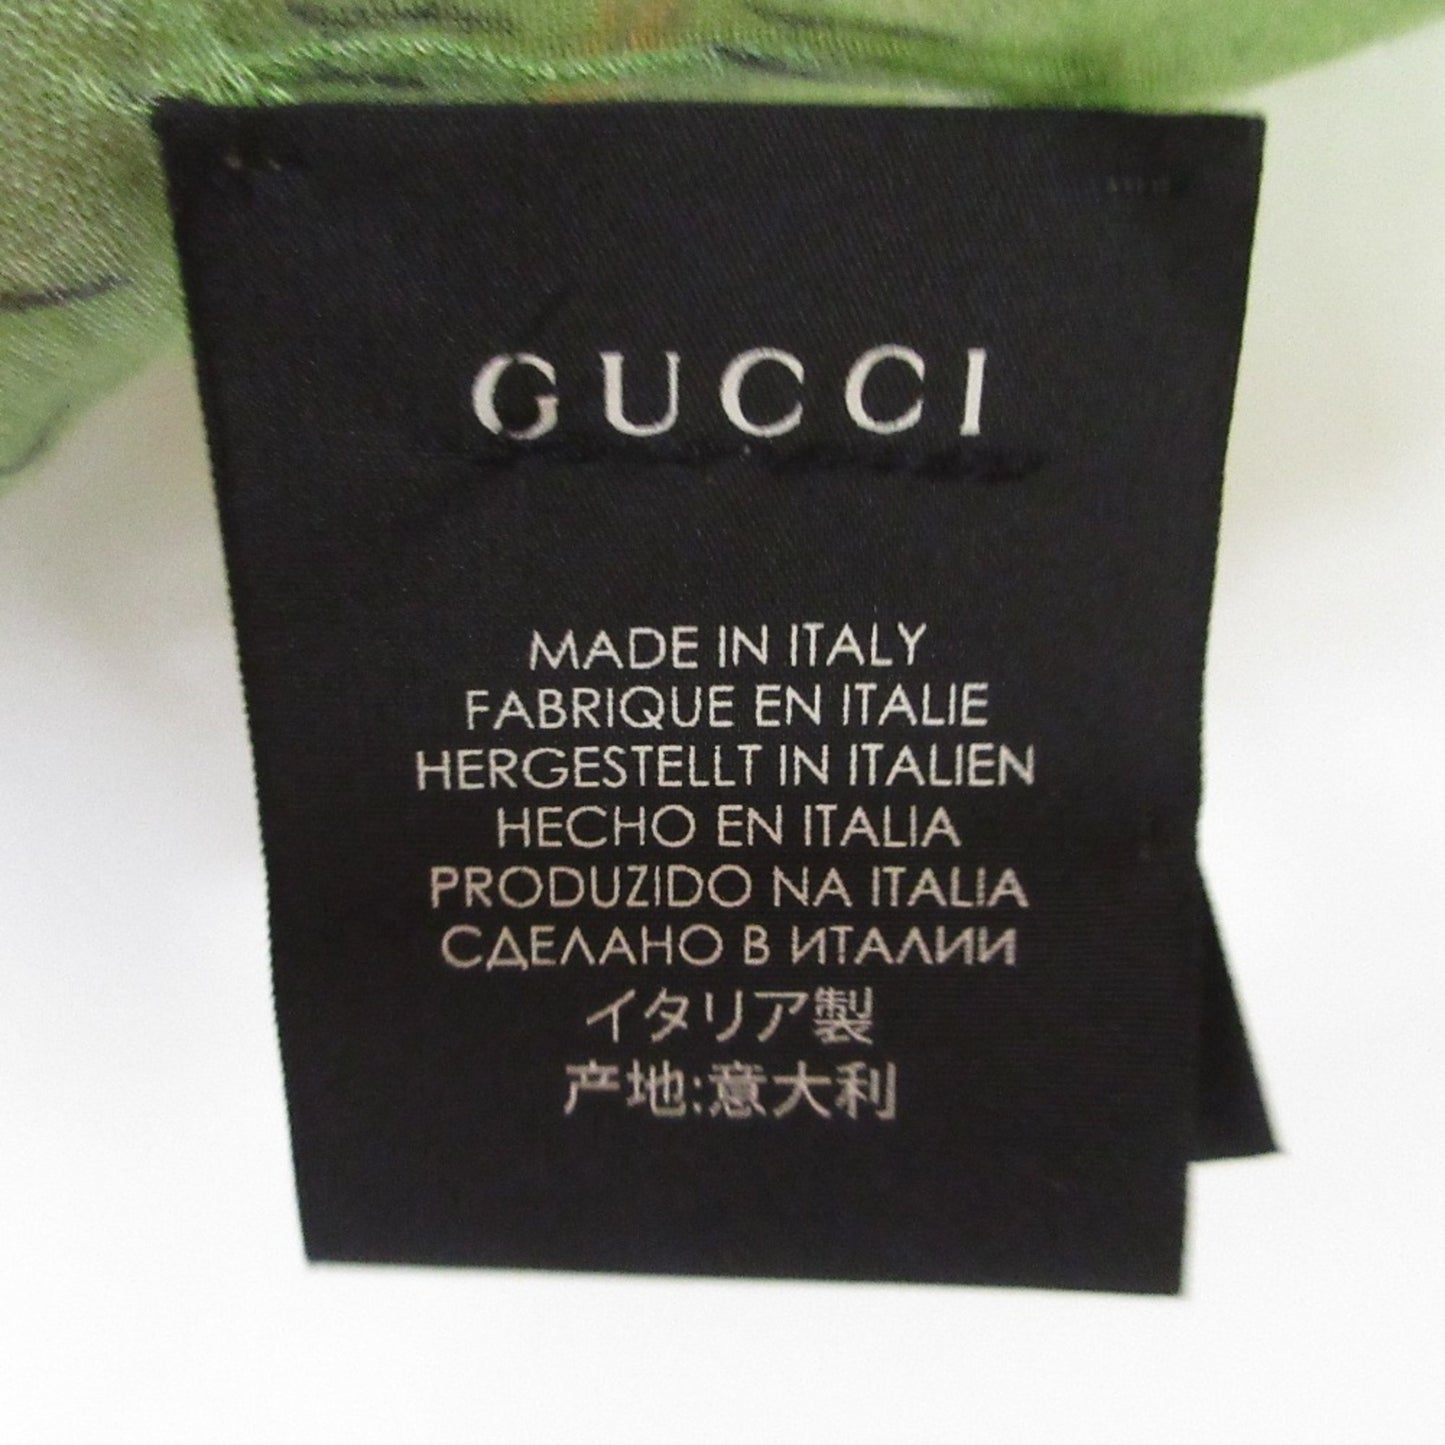 GUCCI
MADE IN ITALY
FABRIQUE EN ITALIE
HERGESTELLT IN ITALIEN
HECHO EN ITALIA
PRODUZIDO NA ITALIA
СДЕЛАНО В ИТАЛИИ
イタリア製
产地:意大利